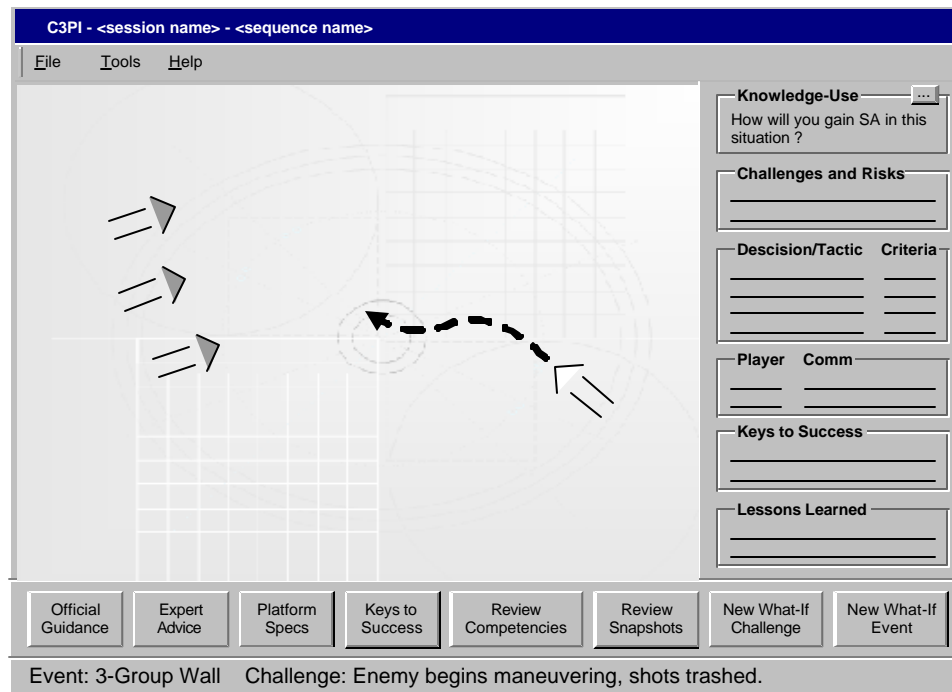 C3PI - <session name> - <sequence name>
File Tools Help
Knowledge-Use ...
How will you gain SA in this
situation ?
Challenges and Risks
Descision/Tactic Criteria
Player Comm
Keys to Success
Lessons Learned
Official
Guidance
Expert
Advice
Platform
Specs
Keys to
Success
Review
Competencies
Review
Snapshots
New What-If
Challenge
New What-If
Event
Event: 3-Group Wall Challenge: Enemy begins maneuvering, shots trashed.